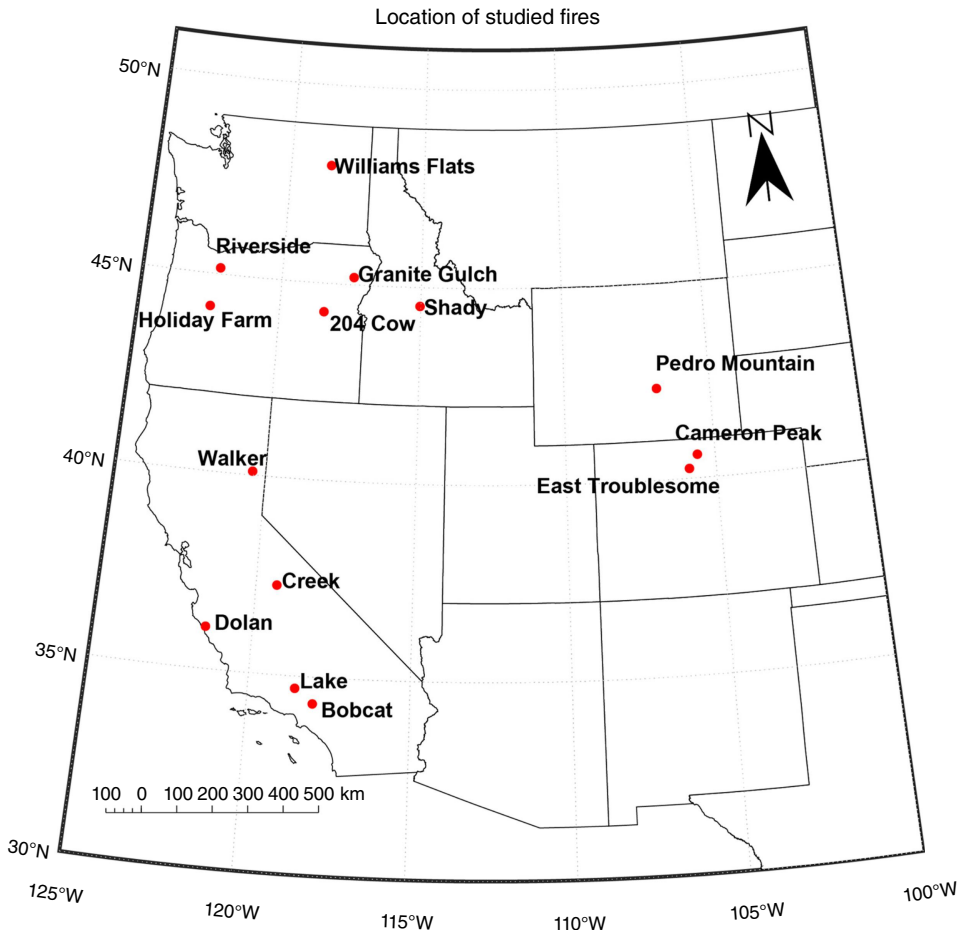 Location of studied fires
50°N
N
Williams Flats
Riverside
45°N
Granite Gulch
Shady
Holiday Farm
204 Cow
Pedro Mountain
Cameron Peak
40°N
Walker
East Troublesome
Creek
Dolan
35°N
Lake
Bobcat
100 0 100 200 300 400 500 km
30°N
125°W
120°W
115°W
110°W
105°W
100°W